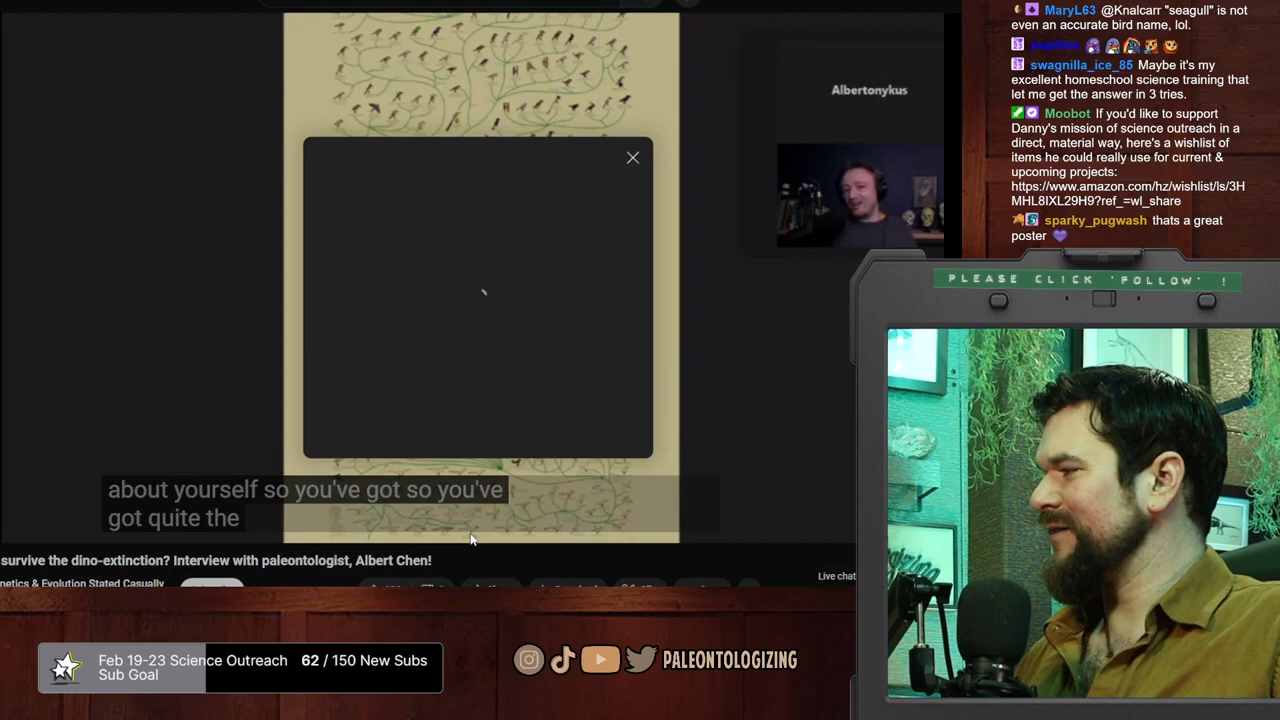 MaryL63 @Knalcarr "seagull" is not
even an accurate bird name, lol.
swagnilla_ice_85 Maybe it's my
excellent homeschool science training that
let me get the answer in 3 tries.
Moobot If you'd like to support
Danny's mission of science outreach in a
direct, material way, here's a wishlist of
items he could really use for current &
upcoming projects:
https://www.amazon.com/hz/wishlist/ls/3H
MHL8IXL29H9?ref_=wl_share
sparky_pugwash thats a great
poster
Albertonykus
PLEASE CLICK 'FOLLOW' !
about yourself so you've got so you've
got quite the
survive the dino-extinction? Interview with paleontologist, Albert Chen!
netics & Evolution Stated Casually
Live chat
Feb 19-23 Science Outreach
Sub Goal
62 / 150 New Subs
PALEONTOLOGIZING